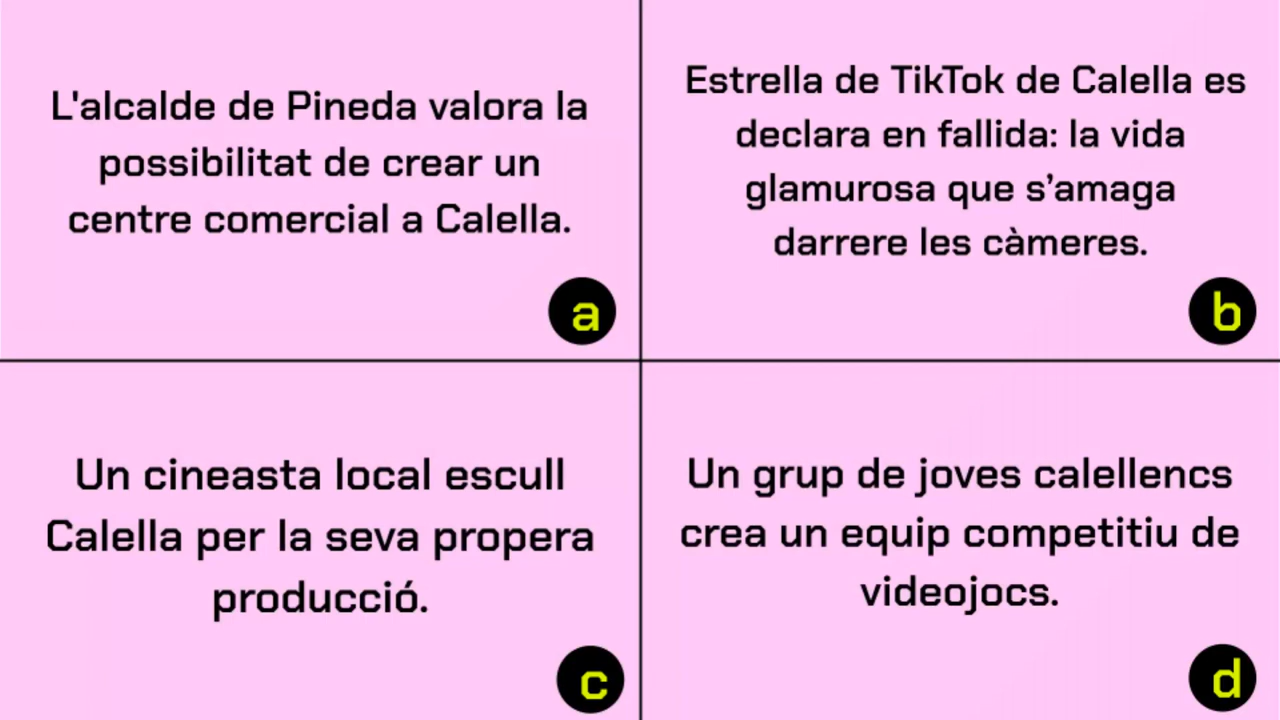 L'alcalde de Pineda valora la
possibilitat de crear un
centre comercial a Calella.
a
Estrella de TikTok de Calella es
declara en fallida: la vida
glamurosa que s’amaga
darrere les càmeres.
b
Un cineasta local escull
Calella per la seva propera
producció.
c
Un grup de joves calellencs
crea un equip competitiu de
videojocs.
d